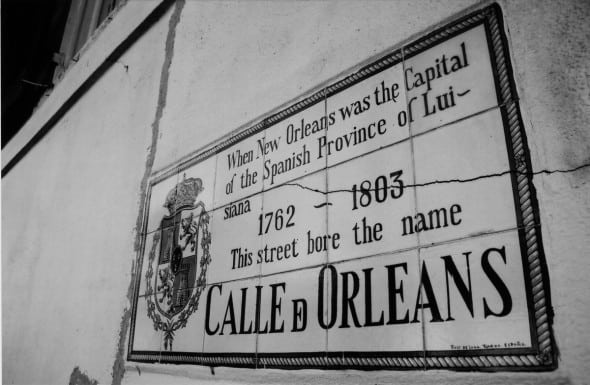 When New Orleans was the Capital
of the Spanish Province of Lui-
siana
1762 – 1803
This street bore the name
CALLE D ORLEANS